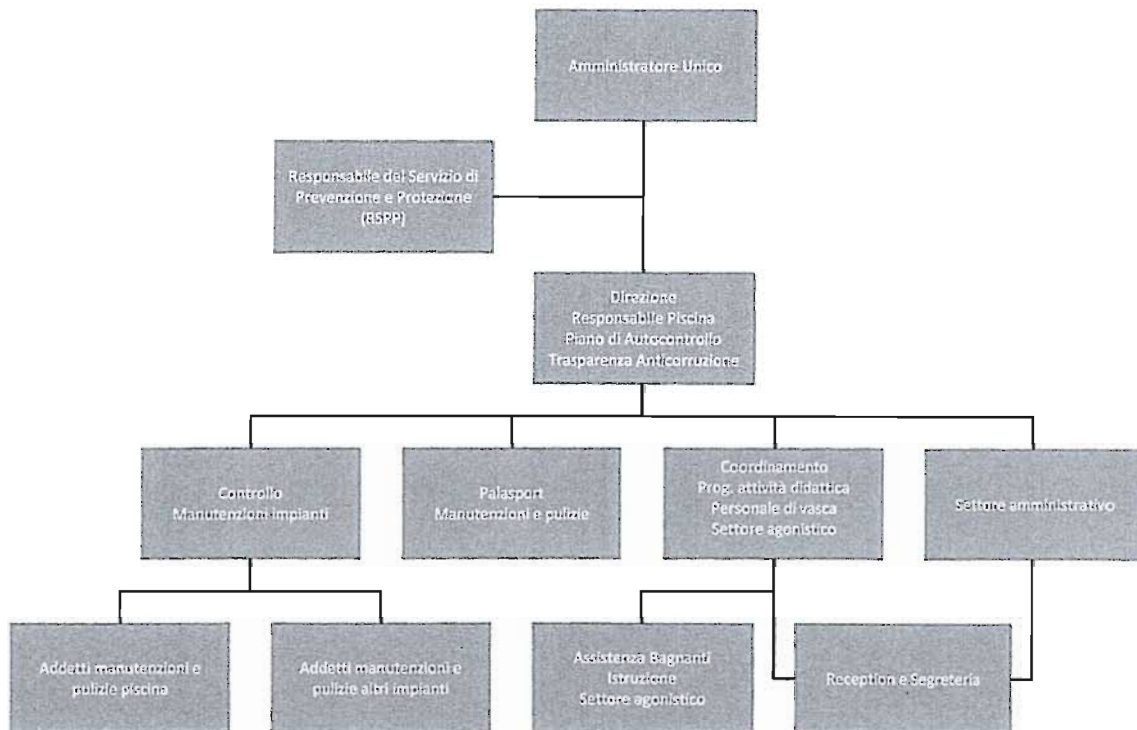 Amministratore Unico
Responsabile del Servizio di
Prevenzione e Protezione
(RSPP)
Direzione
Responsabile Piscina
Piano di Autocontrollo
Trasparenza Anticorruzione
Controllo
Manutenzioni impianti
Palasport
Manutenzioni e pulizie
Coordinamento
Prog. attività didattica
Personale di vasca
Settore agonistico
Settore amministrativo
Addetti manutenzioni e
pulizie piscina
Addetti manutenzioni e
pulizie altri impianti
Assistenza Bagnanti
Istruzione
Settore agonistico
Reception e Segreteria